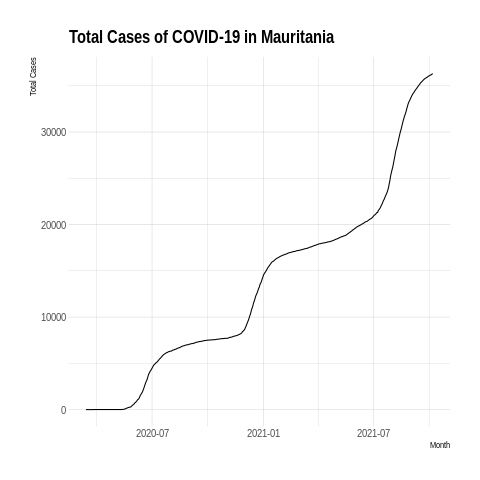 Total Cases of COVID-19 in Mauritania
Total Cases
30000
20000
10000
0
2020-07 2021-01 2021-07
Month